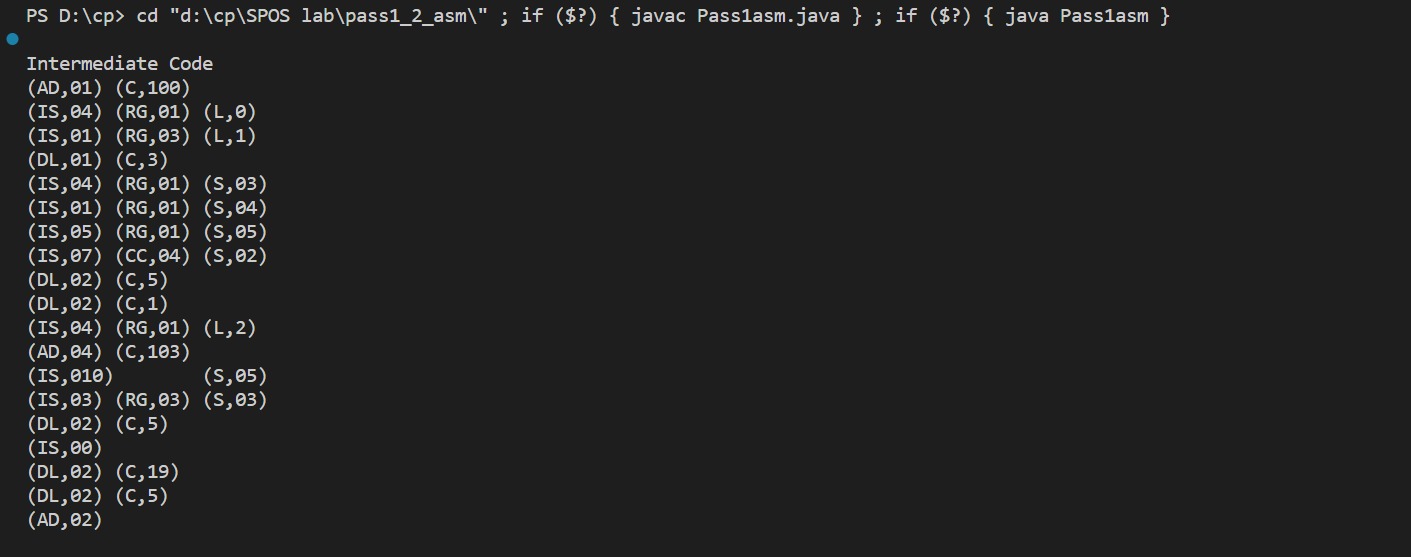 PS D:\cp> cd "d:\cp\SPOS lab\pass1_2_asm\" ; if ($?) { javac Pass1asm.java } ; if ($?) { java Pass1asm }
Intermediate Code
(AD,01) (C,100)
(IS,04) (RG,01) (L,0)
(IS,01) (RG,03) (L,1)
(DL,01) (C,3)
(IS,04) (RG,01) (S,03)
(IS,01) (RG,01) (S,04)
(IS,05) (RG,01) (S,05)
(IS,07) (CC,04) (S,02)
(DL,02) (C,5)
(DL,02) (C,1)
(IS,04) (RG,01) (L,2)
(AD,04) (C,103)
(IS,010)        (S,05)
(IS,03) (RG,03) (S,03)
(DL,02) (C,5)
(IS,00)
(DL,02) (C,19)
(DL,02) (C,5)
(AD,02)